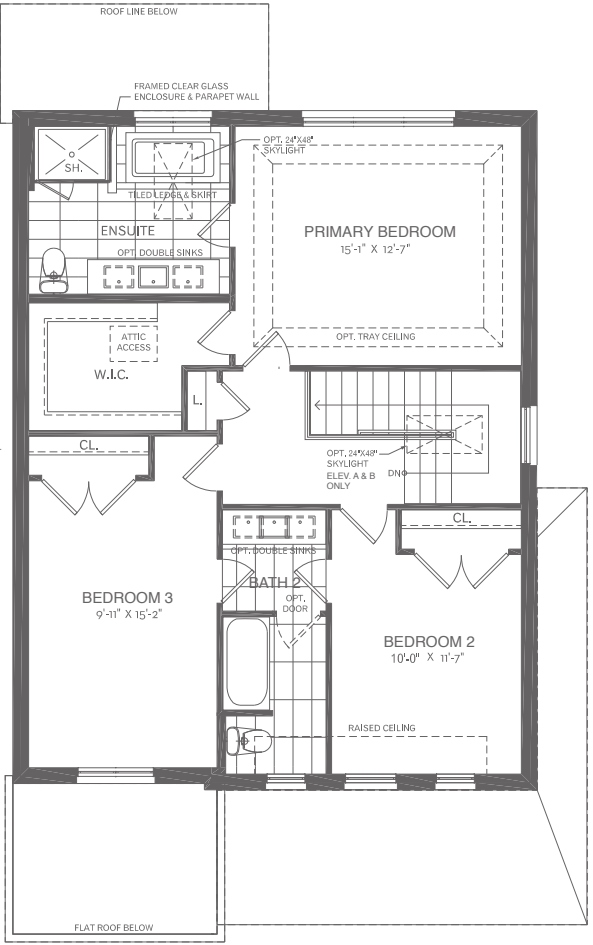 ROOF LINE BELOW
FRAMED CLEAR GLASS
ENCLOSURE & PARAPET WALL
OPT. 24"X48"
SKYLIGHT
SH.
TILED LEDGE & SKIRT
ENSUITE
OPT. DOUBLE SINKS
PRIMARY BEDROOM
15'-1" X 12'-7"
OPT. TRAY CEILING
ATTIC
ACCESS
W.I.C.
L.
CL.
OPT. 24"X48"
SKYLIGHT
ELEV. A & B
ONLY
DN
CL.
OPT. DOUBLE SINKS
BATH 2
OPT.
DOOR
BEDROOM 3
9'-11" X 15'-2"
BEDROOM 2
10'-0" X 11'-7"
RAISED CEILING
FLAT ROOF BELOW